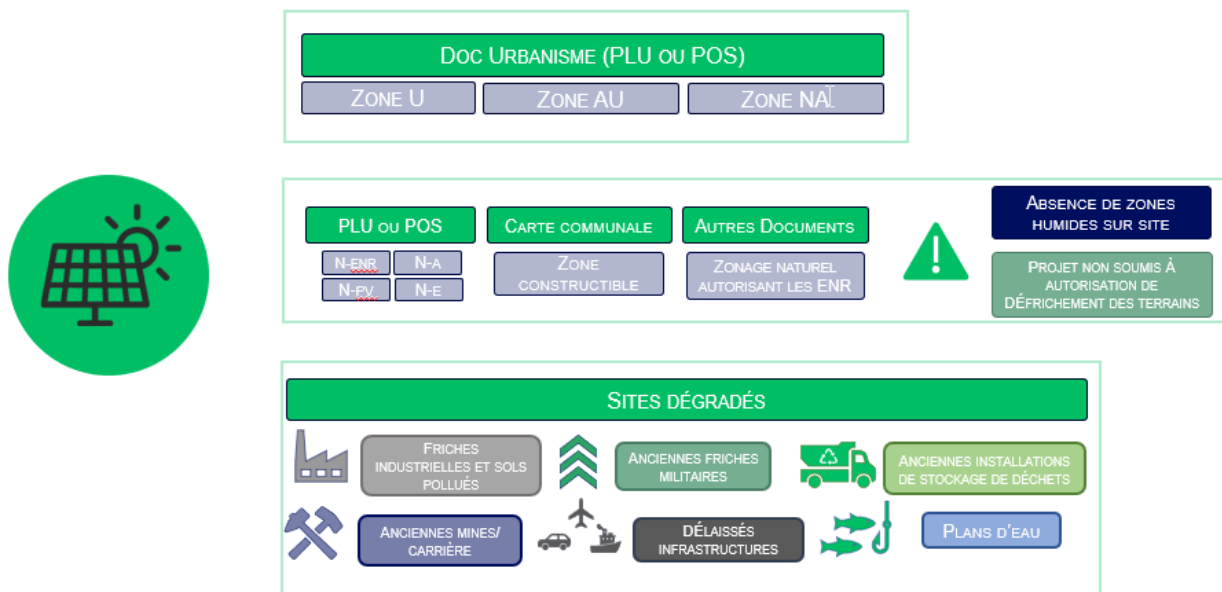 DOC URBANISME (PLU OU POS)
ZONE U
ZONE AU
ZONE NA
PLU OU POS
CARTE COMMUNALE
AUTRES DOCUMENTS
N-ENR
N-A
N-PV
N-E
ZONE
CONSTRUCTIBLE
ZONAGE NATUREL
AUTORISANT LES ENR
ABSENCE DE ZONES
HUMIDES SUR SITE
PROJET NON SOUMIS À
AUTORISATION DE
DÉFRICHEMENT DES TERRAINS
SITES DÉGRADÉS
FRICHES
INDUSTRIELLES ET SOLS
POLLUÉS
ANCIENNES FRICHES
MILITAIRES
ANCIENNES INSTALLATIONS
DE STOCKAGE DE DÉCHETS
ANCIENNES MINES/
CARRIÈRE
DÉLAISSÉS
INFRASTRUCTURES
PLANS D'EAU